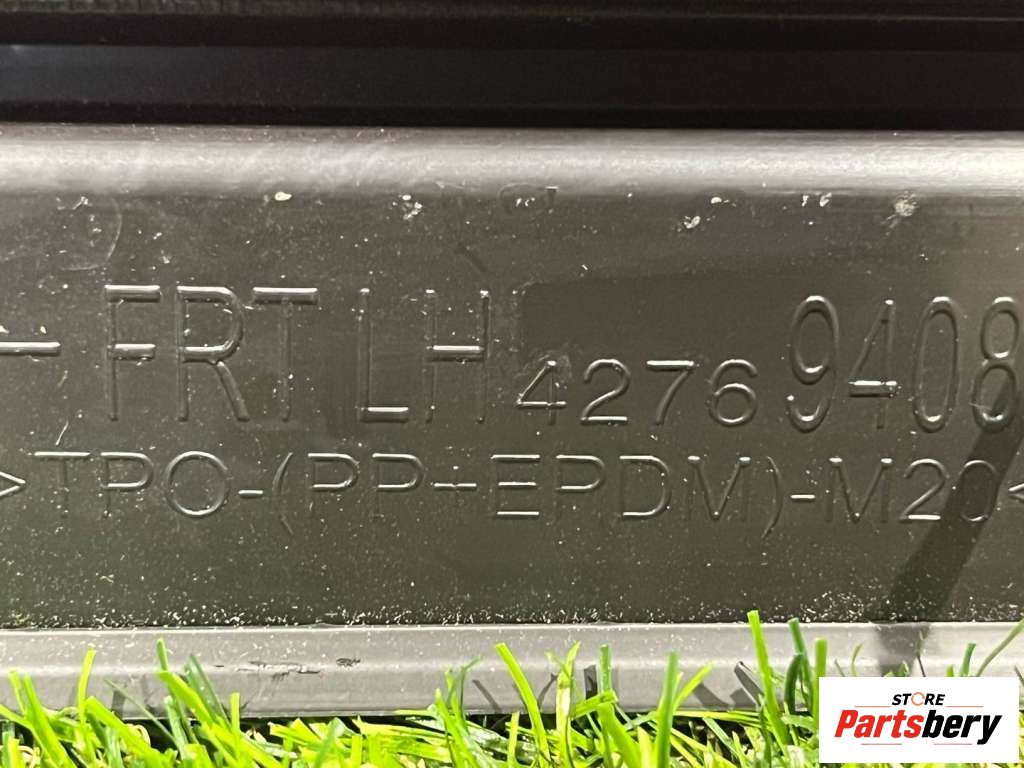 - FRT LH 4276 9408
>TPO-(PP-EPDM)-M20<
STORE
Partsbery